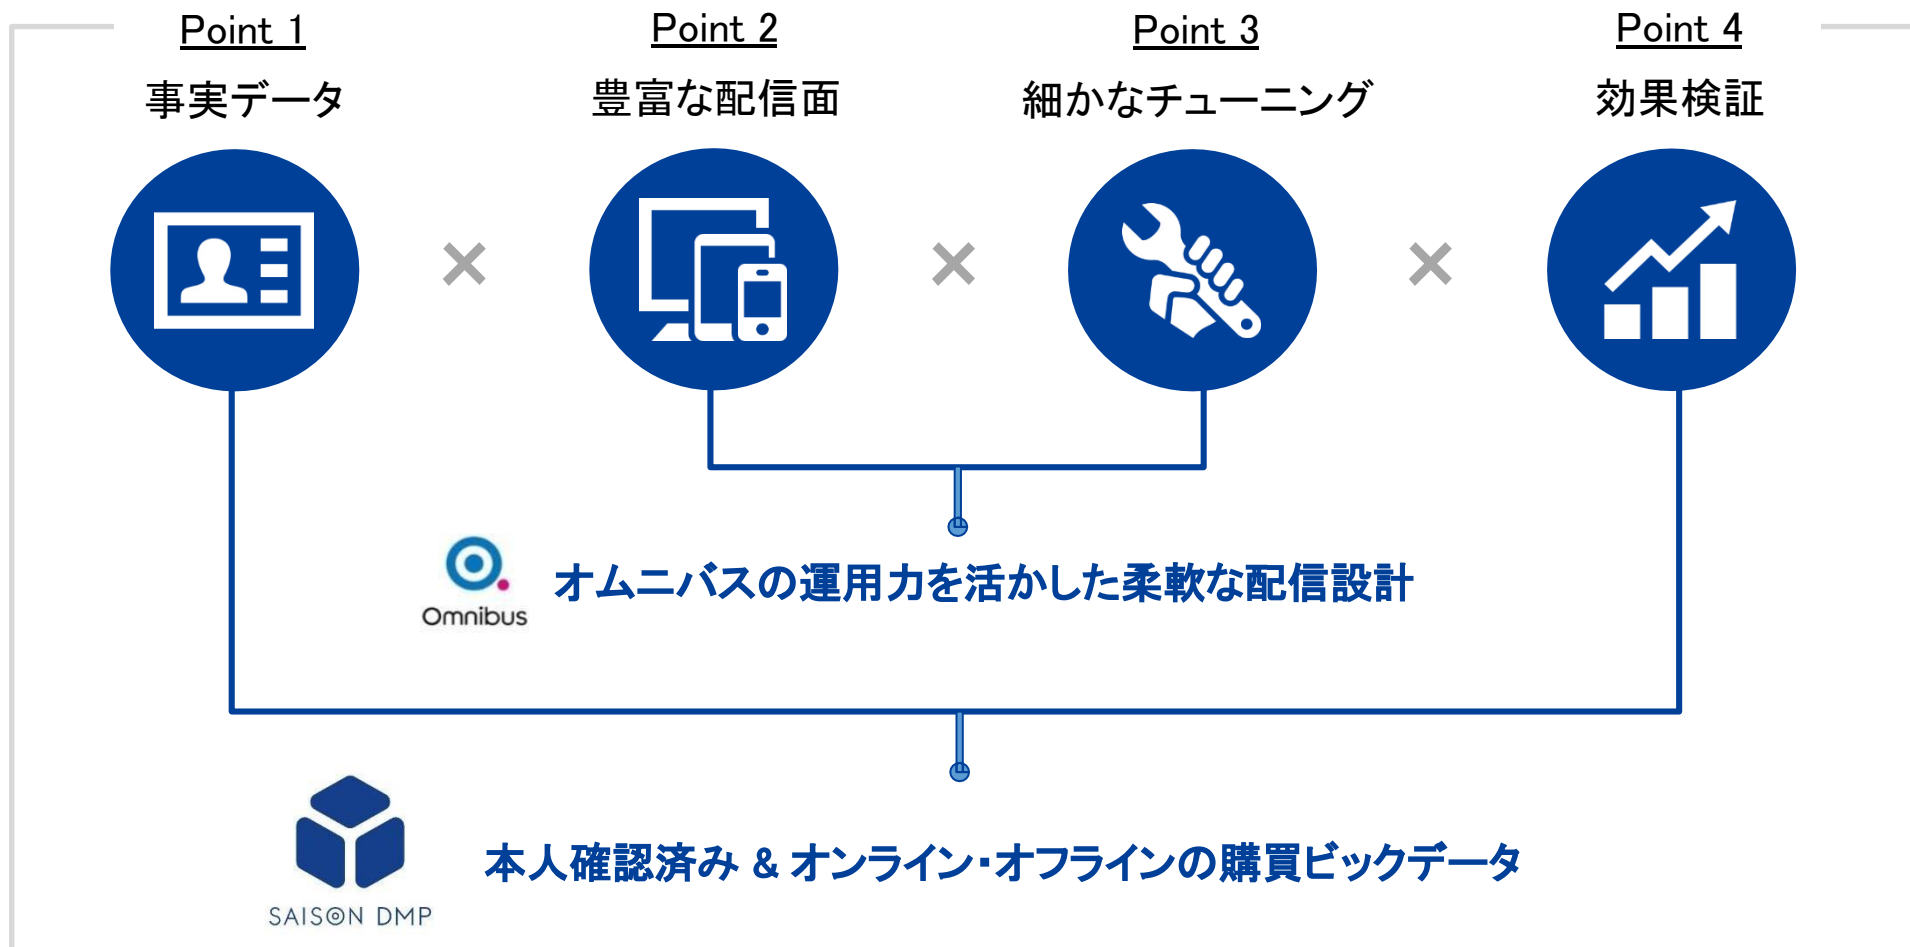 Point 1
Point 2
Point 3
Point 4
事実データ
豊富な配信面
細かなチューニング
効果検証
Omnibus
オムニバスの運用力を活かした柔軟な配信設計
本人確認済み & オンライン・オフラインの購買ビックデータ
SAISON DMP